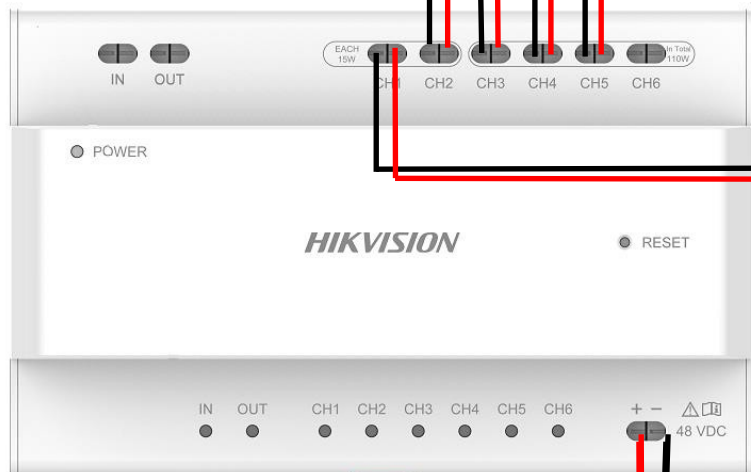 EACH
15W
In Total
110W
IN OUT CH1 CH2 CH3 CH4 CH5 CH6
POWER
HIKVISION
RESET
IN OUT CH1 CH2 CH3 CH4 CH5 CH6 + −
48 VDC